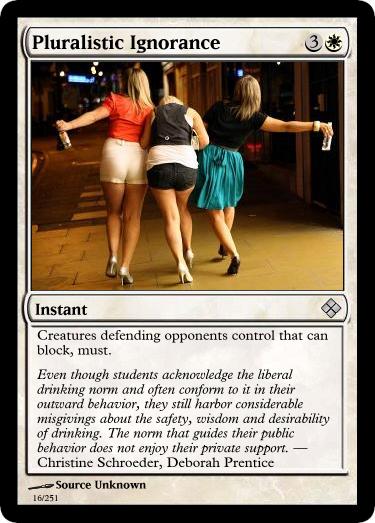 Pluralistic Ignorance 3
Instant
Creatures defending opponents control that can
block, must.
Even though students acknowledge the liberal
drinking norm and often conform to it in their
outward behavior, they still harbor considerable
misgivings about the safety, wisdom and desirability
of drinking. The norm that guides their public
behavior does not enjoy their private support. —
Christine Schroeder, Deborah Prentice
Source Unknown
16/251